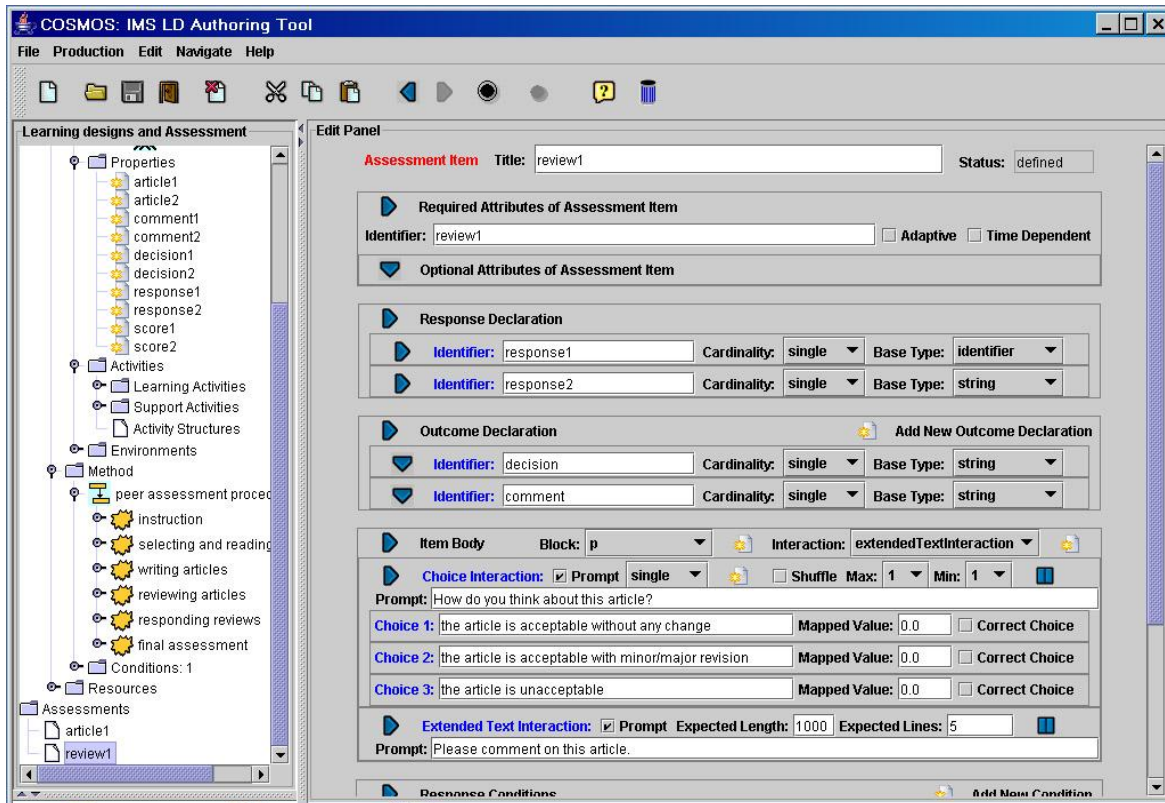 COSMOS: IMS LD Authoring Tool
File Production Edit Navigate Help
Learning designs and Assessment
Properties
article1
article2
comment1
comment2
decision1
decision2
response1
response2
score1
score2
Activities
Learning Activities
Support Activities
Activity Structures
Environments
Method
peer assessment proced
instruction
selecting and reading
writing articles
reviewing articles
responding reviews
final assessment
Conditions: 1
Resources
Assessments
article1
review1
Edit Panel
Assessment Item Title: review1 Status: defined
Required Attributes of Assessment Item
Identifier: review1 Adaptive Time Dependent
Optional Attributes of Assessment Item
Response Declaration
Identifier: response1 Cardinality: single Base Type: identifier
Identifier: response2 Cardinality: single Base Type: string
Outcome Declaration Add New Outcome Declaration
Identifier: decision Cardinality: single Base Type: string
Identifier: comment Cardinality: single Base Type: string
Item Body Block: p Interaction: extendedTextInteraction
Choice Interaction: Prompt single Shuffle Max: 1 Min: 1
Prompt: How do you think about this article?
Choice 1: the article is acceptable without any change Mapped Value: 0.0 Correct Choice
Choice 2: the article is acceptable with minor/major revision Mapped Value: 0.0 Correct Choice
Choice 3: the article is unacceptable Mapped Value: 0.0 Correct Choice
Extended Text Interaction: Prompt Expected Length: 1000 Expected Lines: 5
Prompt: Please comment on this article.
Response Conditions Add New Condition